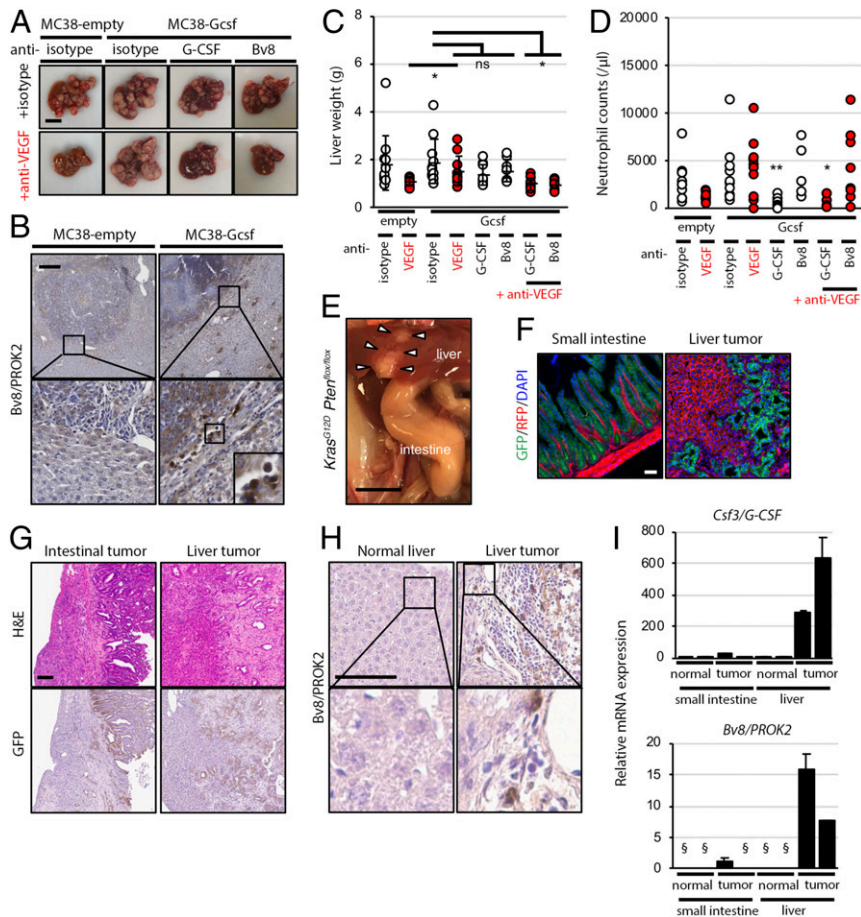 A
MC38-empty MC38-Gcsf
anti- isotype isotype G-CSF Bv8
+isotype
+anti-VEGF
B
MC38-empty MC38-Gcsf
Bv8/PROK2
C
Liver weight (g)
8
7
6
5
4
3
2
1
0
* ns *
empty Gcsf
anti- isotype VEGF isotype VEGF G-CSF Bv8 G-CSF Bv8
+ anti-VEGF
D
Neutrophil counts (/µl)
20000
15000
10000
5000
0
** *
empty Gcsf
anti- isotype VEGF isotype VEGF G-CSF Bv8 G-CSF Bv8
+ anti-VEGF
E
Kras^G12D Pten^flox/flox
liver
intestine
F
Small intestine Liver tumor
GFP/RFP/DAPI
G
Intestinal tumor Liver tumor
H&E
GFP
H
Normal liver Liver tumor
Bv8/PROK2
I
Relative mRNA expression
Csf3/G-CSF
800
600
400
200
0
normal tumor normal tumor
small intestine liver
Bv8/PROK2
20
15
10
5
0
§ § § § §
normal tumor normal tumor
small intestine liver